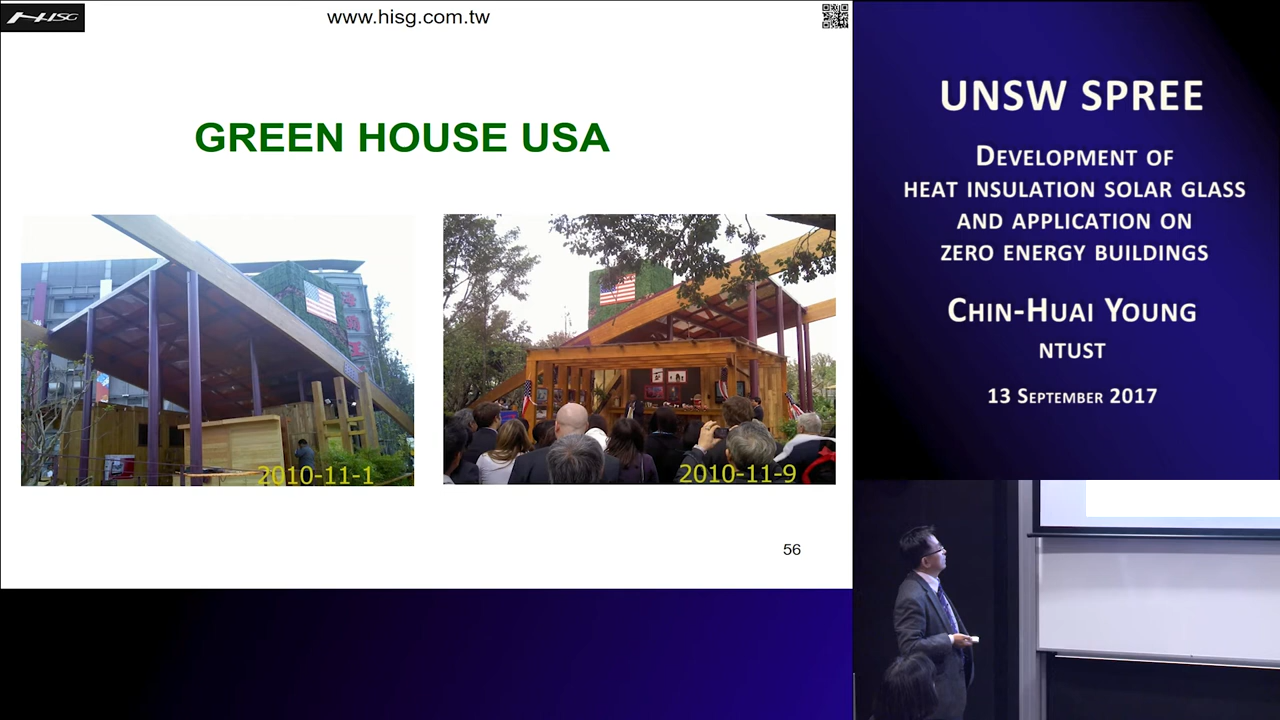 HISG
www.hisg.com.tw
GREEN HOUSE USA
2010-11-1
2010-11-9
56
UNSW SPREE
DEVELOPMENT OF
HEAT INSULATION SOLAR GLASS
AND APPLICATION ON
ZERO ENERGY BUILDINGS
CHIN-HUAI YOUNG
NTUST
13 SEPTEMBER 2017